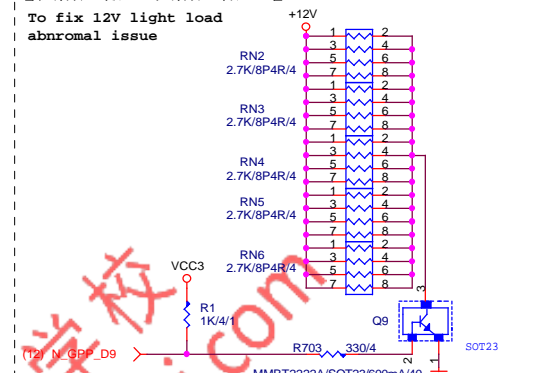 To fix 12V light load
abnromal issue
+12V
RN2
2.7K/8P4R/4
1 2
3 4
5 6
7 8
RN3
2.7K/8P4R/4
1 2
3 4
5 6
7 8
RN4
2.7K/8P4R/4
1 2
3 4
5 6
7 8
RN5
2.7K/8P4R/4
1 2
3 4
5 6
7 8
RN6
2.7K/8P4R/4
1 2
3 4
5 6
7 8
VCC3
R1
1K/4/1
3
Q9
SOT23
(12) N_GPP_D9
R703 330/4
2
1
学校
.com